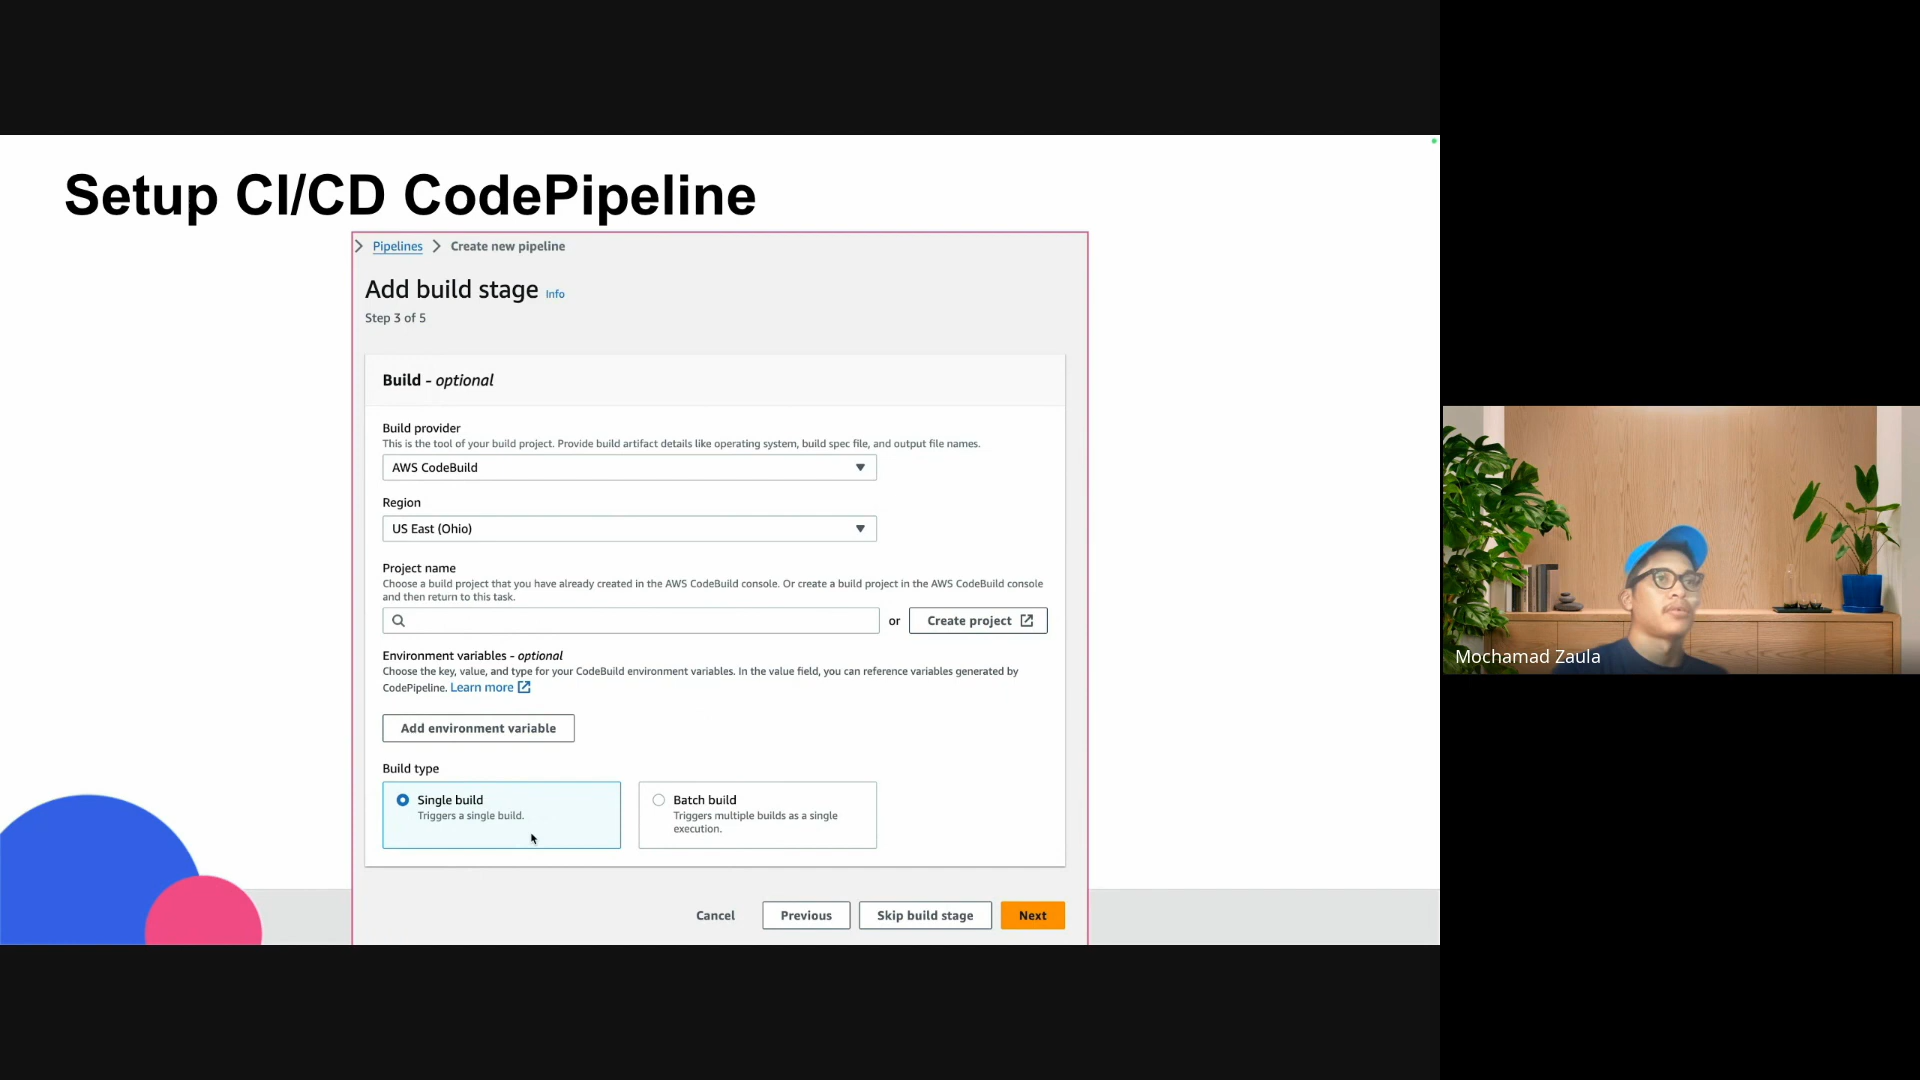 Setup CI/CD CodePipeline
Pipelines
Create new pipeline
Add build stage Info
Step 3 of 5
Build - optional
Build provider
This is the tool of your build project. Provide build artifact details like operating system, build spec file, and output file names.
AWS CodeBuild
Region
US East (Ohio)
Project name
Choose a build project that you have already created in the AWS CodeBuild console. Or create a build project in the AWS CodeBuild console
and then return to this task.
or
Create project
Environment variables - optional
Choose the key, value, and type for your CodeBuild environment variables. In the value field, you can reference variables generated by
CodePipeline. Learn more
Add environment variable
Build type
Single build
Triggers a single build.
Batch build
Triggers multiple builds as a single
execution.
Cancel
Previous
Skip build stage
Next
Mochamad Zaula